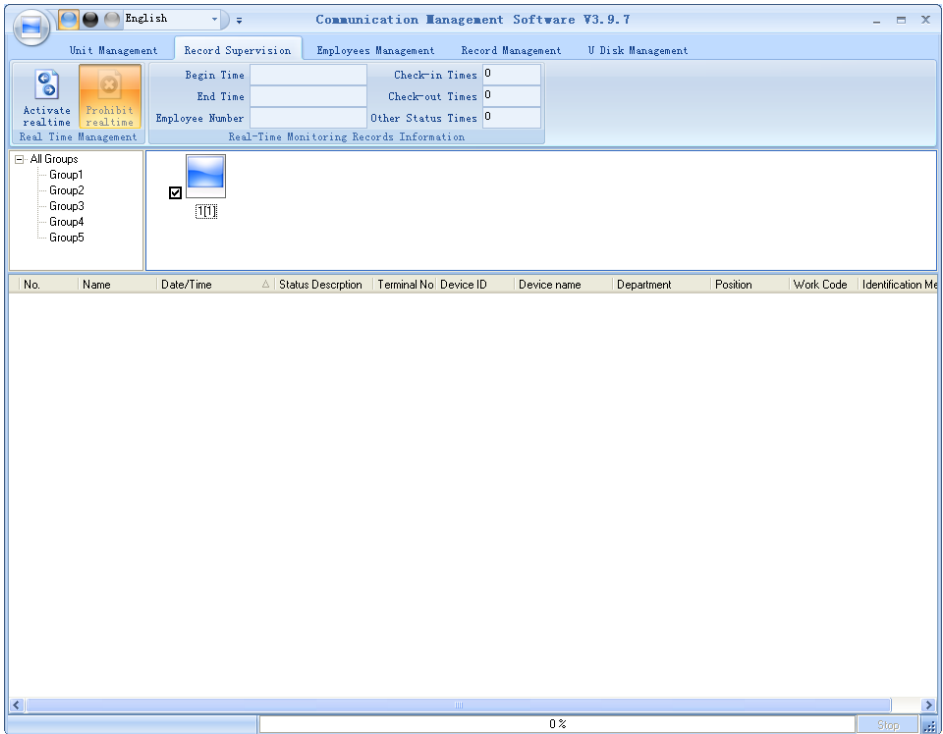 English
Communication Management Software V3.9.7
Unit Management Record Supervision Employees Management Record Management U Disk Management
Begin Time Check-in Times 0
End Time Check-out Times 0
Employee Number Other Status Times 0
Activate realtime
Prohibit realtime
Real Time Management Real-Time Monitoring Records Information
All Groups
Group1
Group2
Group3
Group4
Group5
1[1]
No. Name Date/Time Status Descrption Terminal No Device ID Device name Department Position Work Code Identification Me
0 %
Stop